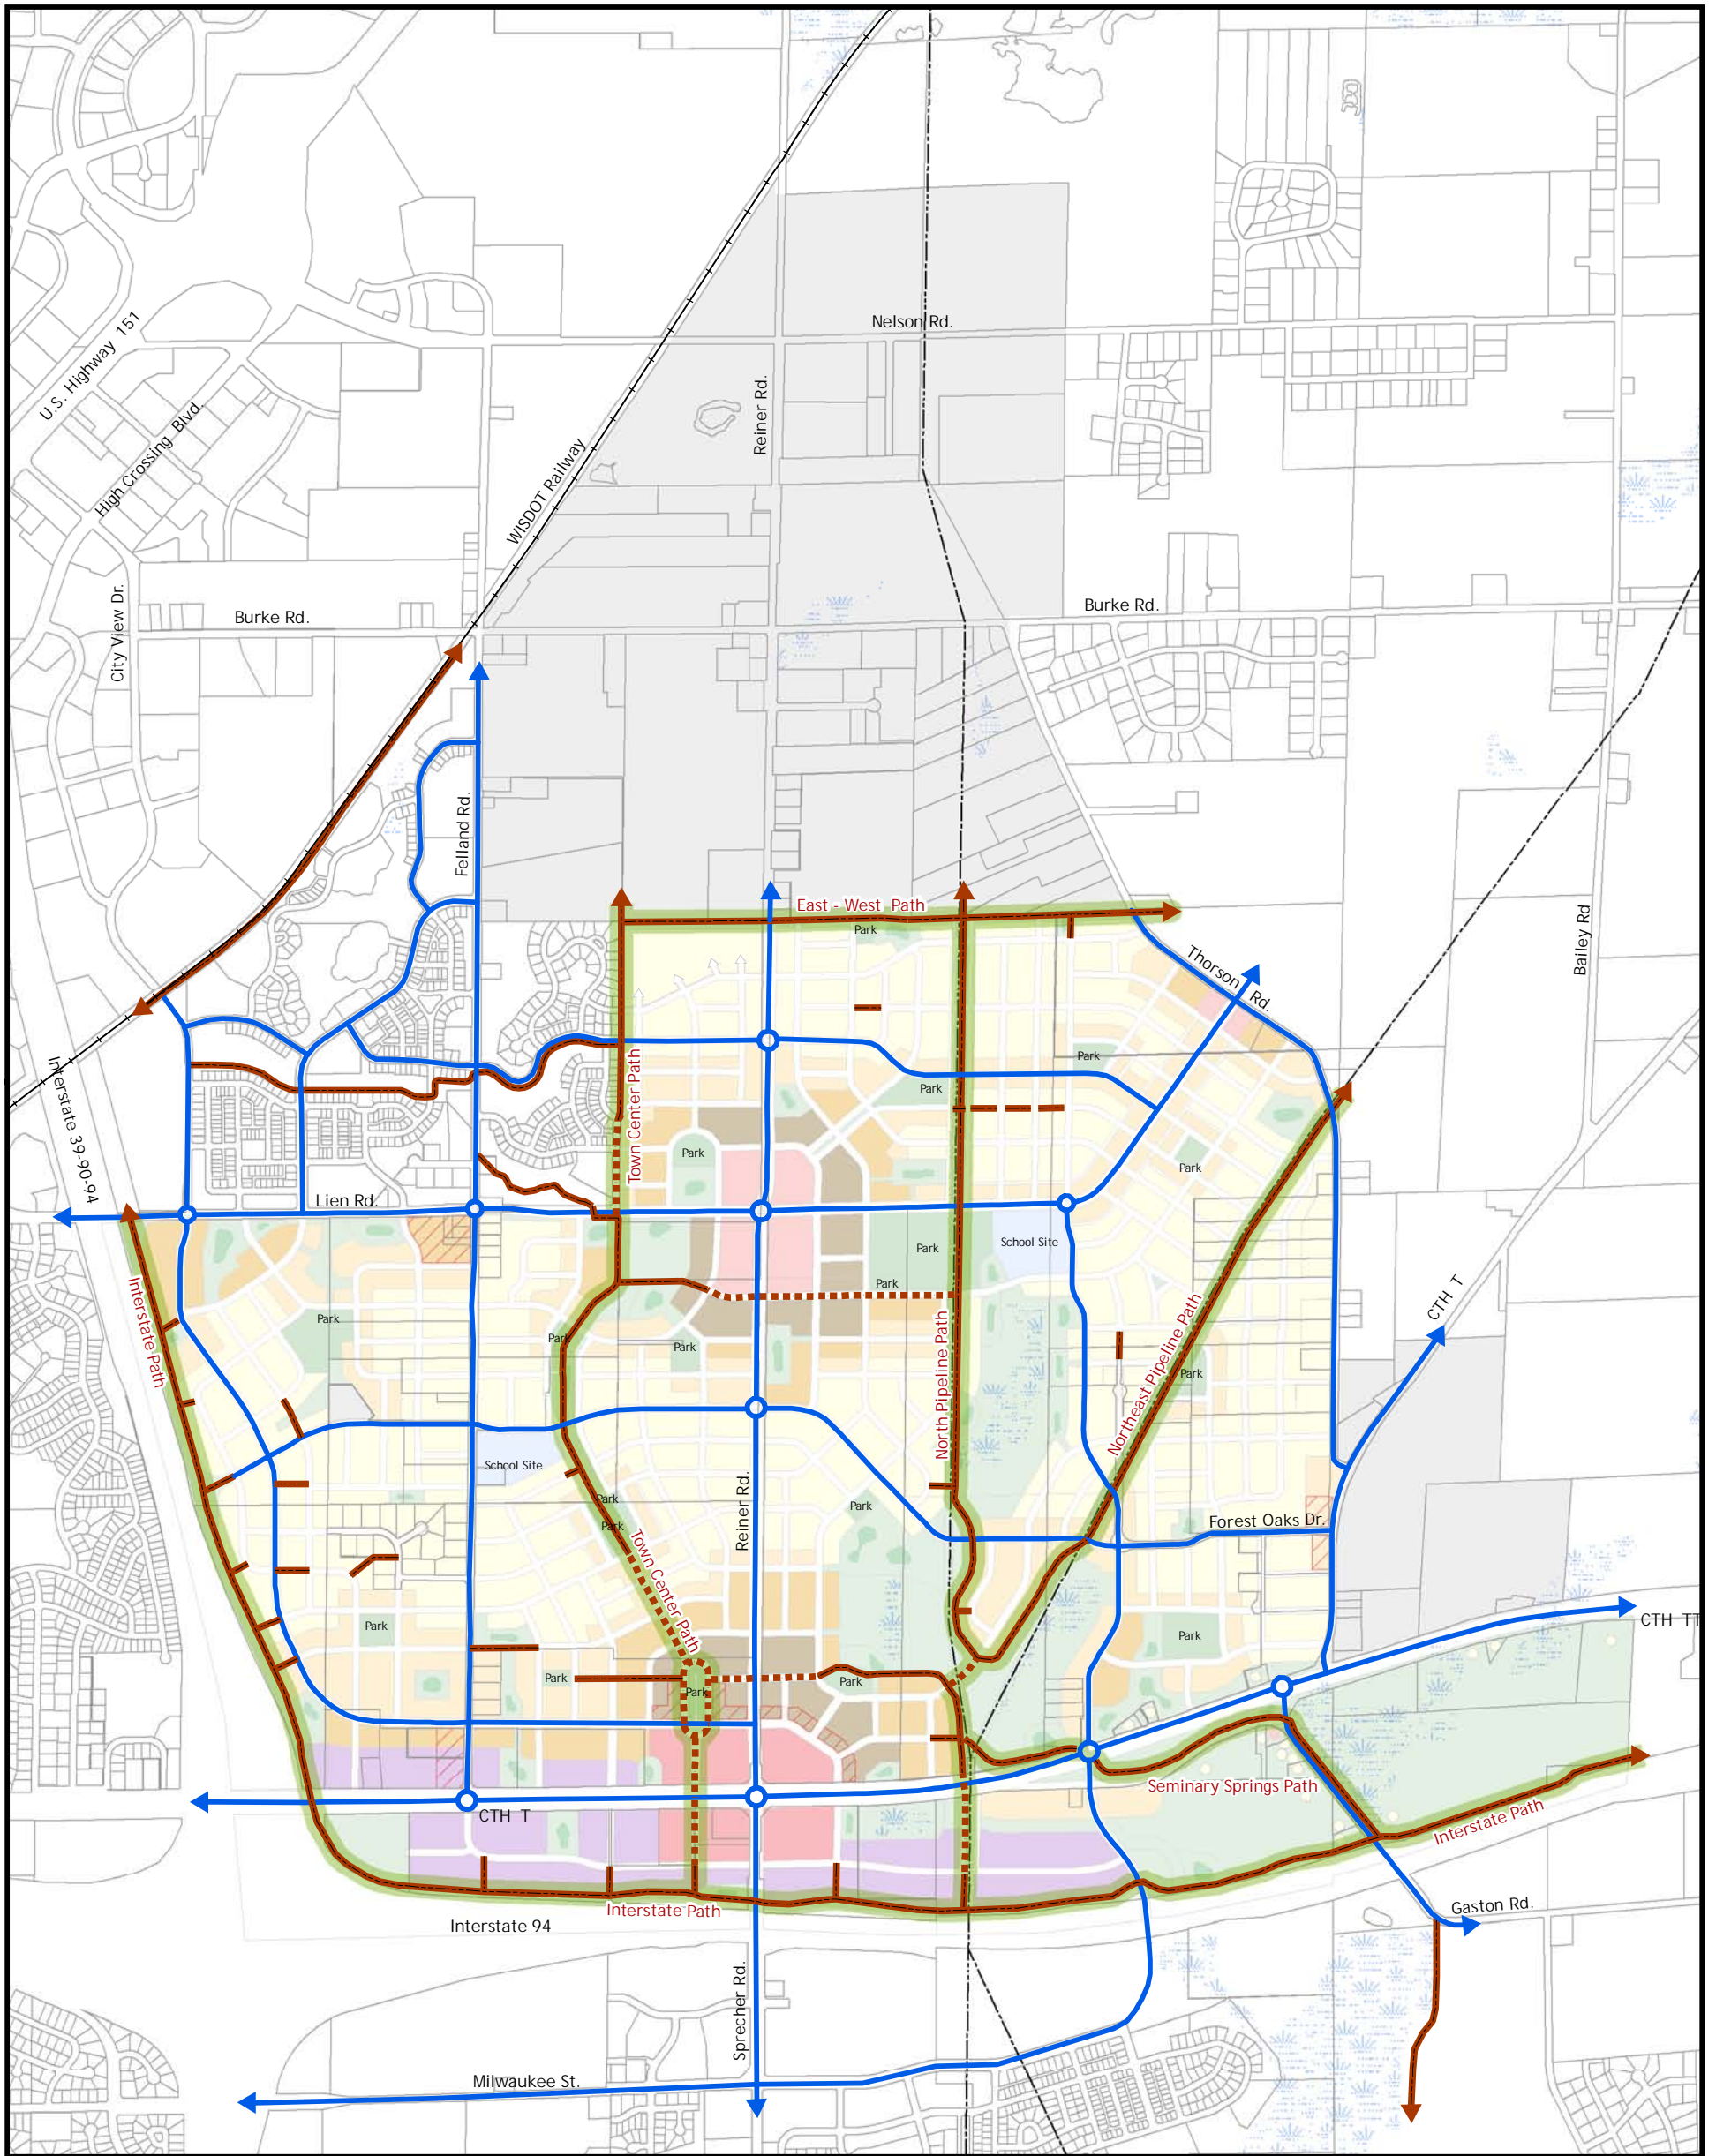 Nelson Rd.
U.S. Highway 151
Reiner Rd.
High Crossing Blvd.
WISDOT Railway
Burke Rd.
Burke Rd.
City View Dr.
Felland Rd.
East - West Path
Park
Bailey Rd
Thorson Rd.
Interstate 39-90-94
Town Center Path
Park
Park
Park
Park
Lien Rd.
School Site
Park
Park
Interstate Path
Park
Park
Park
North Pipeline Path
Northeast Pipeline Path
CTH T
Park
School Site
Park
Park
Park
Reiner Rd.
Forest Oaks Dr.
Town Center Path
Park
Park
CTH TT
Park
Park
Park
Seminary Springs Path
CTH T
Interstate Path
Interstate Path
Interstate 94
Gaston Rd.
Sprecher Rd.
Milwaukee St.